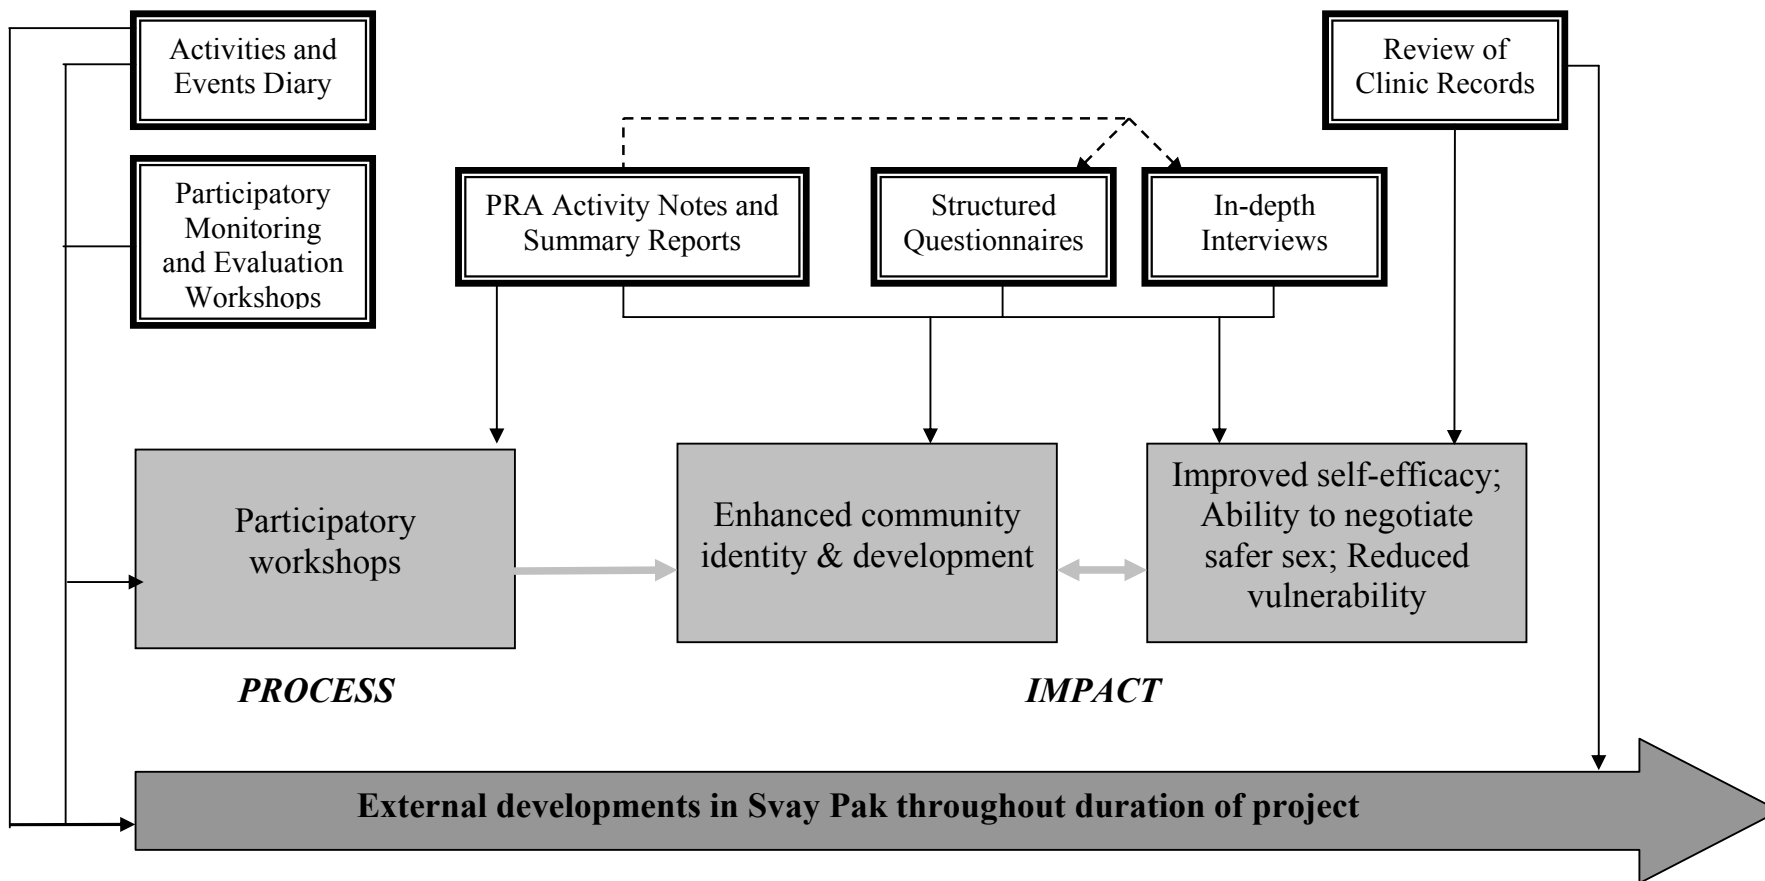 Activities and
Events Diary
Review of
Clinic Records
Participatory
Monitoring
and Evaluation
Workshops
PRA Activity Notes and
Summary Reports
Structured
Questionnaires
In-depth
Interviews
Participatory
workshops
Enhanced community
identity & development
Improved self-efficacy;
Ability to negotiate
safer sex; Reduced
vulnerability
PROCESS
IMPACT
External developments in Svay Pak throughout duration of project